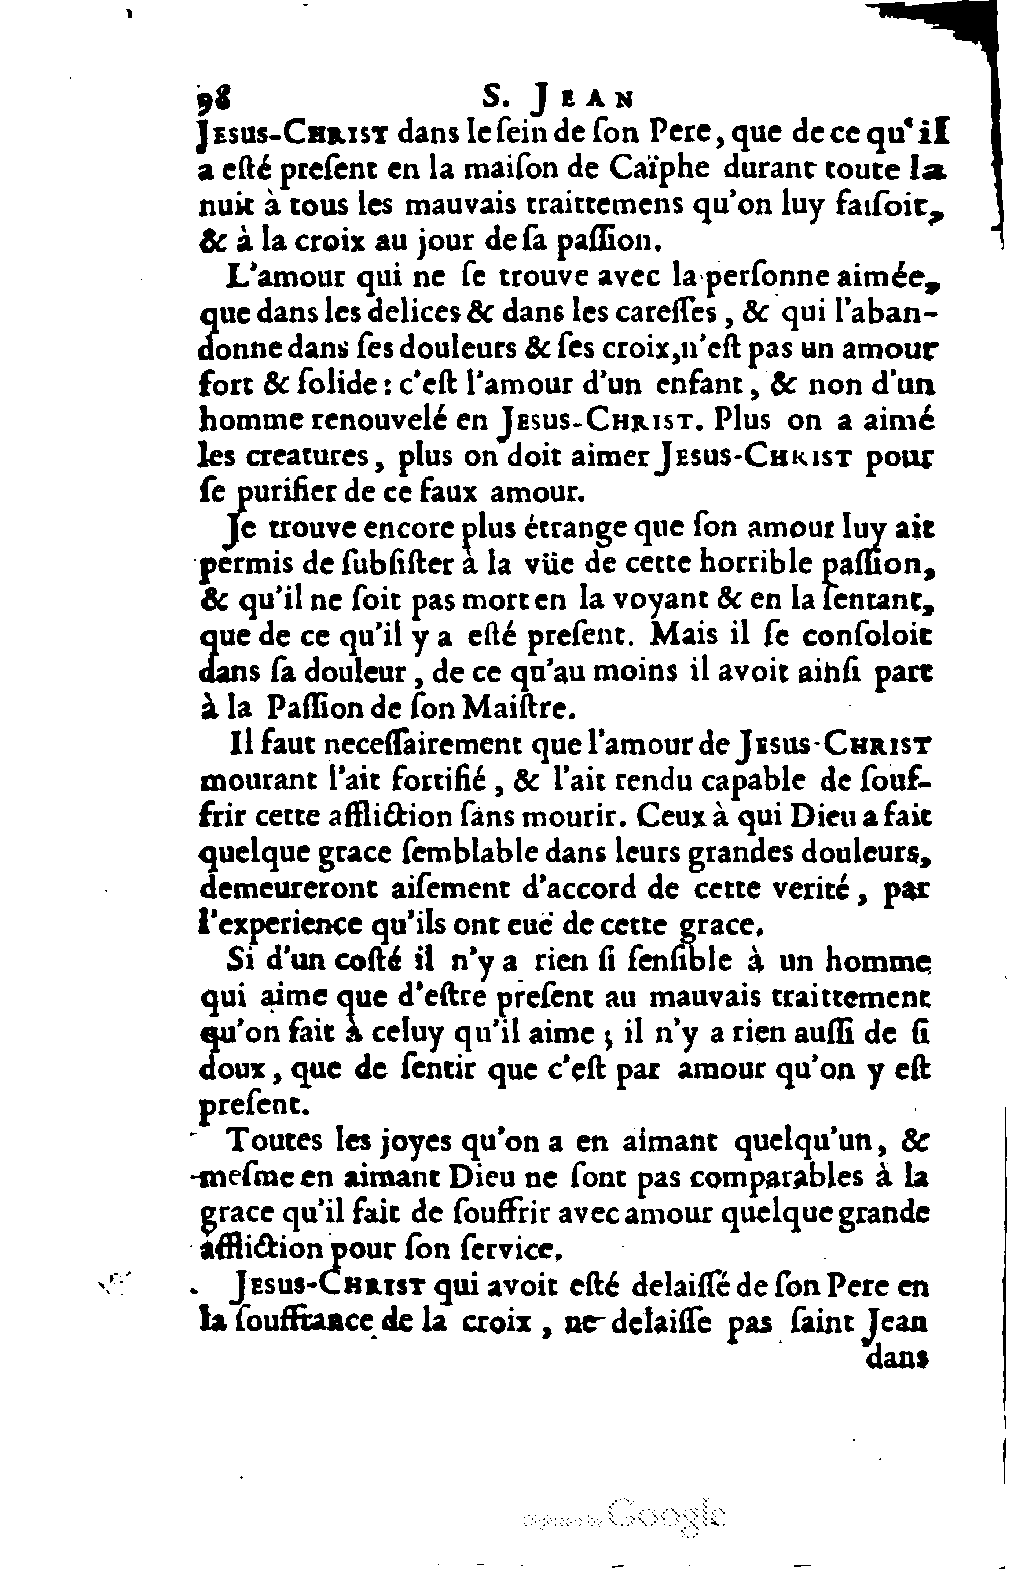 98 S. JEAN
JESUS-CHRIST dans le ſein de ſon Pere, que de ce qu'il
a eſté preſent en la maiſon de Caïphe durant toute la
nuit à tous les mauvais traittemens qu'on luy faiſoit,
& à la croix au jour de ſa paſſion.
L'amour qui ne ſe trouve avec la perſonne aimée,
que dans les delices & dans les careſſes, & qui l'aban-
donne dans ſes douleurs & ſes croix, n'eſt pas un amour
fort & ſolide: c'eſt l'amour d'un enfant, & non d'un
homme renouvelé en JESUS-CHRIST. Plus on a aimé
les creatures, plus on doit aimer JESUS-CHRIST pour
ſe purifier de ce faux amour.
Je trouve encore plus étrange que ſon amour luy ait
permis de ſubſiſter à la vüe de cette horrible paſſion,
& qu'il ne ſoit pas mort en la voyant & en la ſentant,
que de ce qu'il y a eſté preſent. Mais il ſe conſoloit
dans ſa douleur, de ce qu'au moins il avoit ainſi part
à la Paſſion de ſon Maiſtre.
Il faut neceſſairement que l'amour de JESUS-CHRIST
mourant l'ait fortifié, & l'ait rendu capable de ſouf-
frir cette affliction ſans mourir. Ceux à qui Dieu a fait
quelque grace ſemblable dans leurs grandes douleurs,
demeureront aiſement d'accord de cette verité, par
l'experience qu'ils ont euë de cette grace.
Si d'un coſté il n'y a rien ſi ſenſible à un homme
qui aime que d'eſtre preſent au mauvais traittement
qu'on fait à celuy qu'il aime; il n'y a rien auſſi de ſi
doux, que de ſentir que c'eſt par amour qu'on y eſt
preſent.
Toutes les joyes qu'on a en aimant quelqu'un, &
meſme en aimant Dieu ne ſont pas comparables à la
grace qu'il fait de ſouffrir avec amour quelque grande
affliction pour ſon ſervice.
JESUS-CHRIST qui avoit eſté delaiſſé de ſon Pere en
la ſouffrance de la croix, ne delaiſſe pas ſaint Jean
dans
Digitized by Google